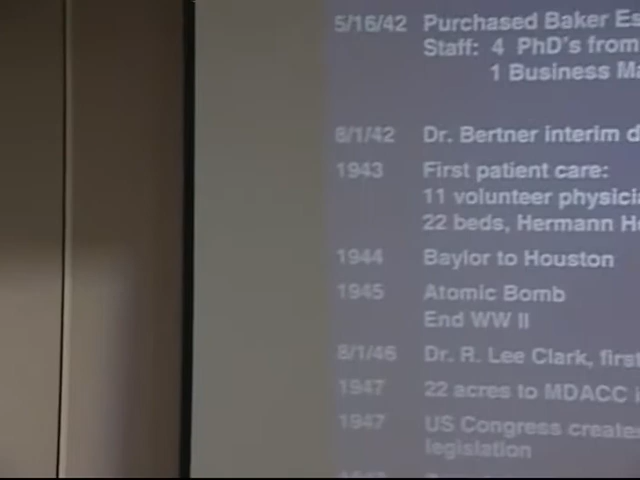 5/16/42 Purchased Baker Es
Staff: 4 PhD's from
1 Business Ma
8/1/42 Dr. Bertner interim d
1943 First patient care:
11 volunteer physicia
22 beds, Hermann Ho
1944 Baylor to Houston
1945 Atomic Bomb
End WW II
8/1/46 Dr. R. Lee Clark, first
1947 22 acres to MDACC i
1947 US Congress creates
legislation